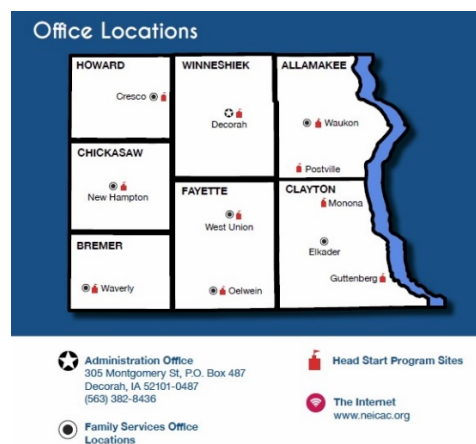 Office Locations
HOWARD
WINNESHIEK
ALLAMAKEE
Cresco
Decorah
Waukon
Postville
CHICKASAW
New Hampton
FAYETTE
West Union
CLAYTON
Monona
Elkader
Guttenberg
BREMER
Waverly
Oelwein
Administration Office
305 Montgomery St, P.O. Box 487
Decorah, IA 52101-0487
(563) 382-8436
Family Services Office
Locations
Head Start Program Sites
The Internet
www.neicac.org